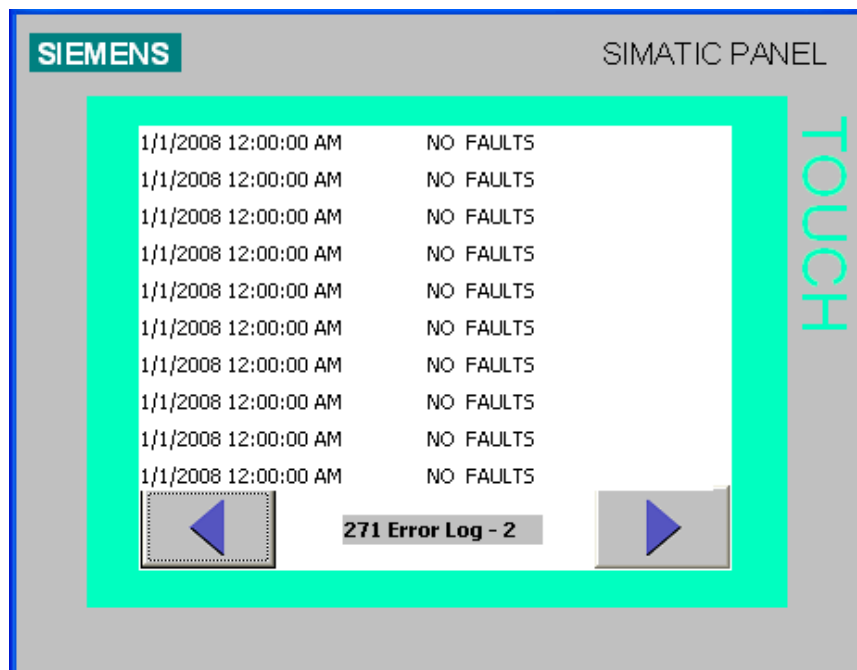 SIEMENS
SIMATIC PANEL
TOUCH
1/1/2008 12:00:00 AM NO FAULTS
1/1/2008 12:00:00 AM NO FAULTS
1/1/2008 12:00:00 AM NO FAULTS
1/1/2008 12:00:00 AM NO FAULTS
1/1/2008 12:00:00 AM NO FAULTS
1/1/2008 12:00:00 AM NO FAULTS
1/1/2008 12:00:00 AM NO FAULTS
1/1/2008 12:00:00 AM NO FAULTS
1/1/2008 12:00:00 AM NO FAULTS
1/1/2008 12:00:00 AM NO FAULTS
271 Error Log - 2